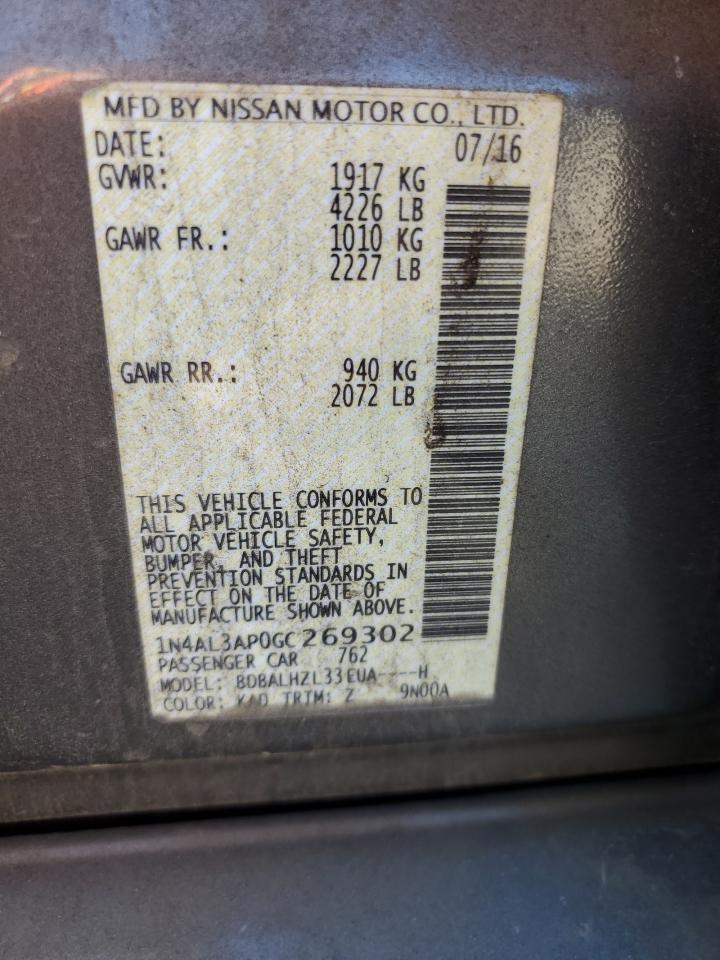 MFD BY NISSAN MOTOR CO., LTD.
DATE: 07/16
GVWR: 1917 KG
4226 LB
GAWR FR.: 1010 KG
2227 LB
GAWR RR.: 940 KG
2072 LB
THIS VEHICLE CONFORMS TO
ALL APPLICABLE FEDERAL
MOTOR VEHICLE SAFETY,
BUMPER, AND THEFT
PREVENTION STANDARDS IN
EFFECT ON THE DATE OF
MANUFACTURE SHOWN ABOVE.
1N4AL3AP0GC269302
PASSENGER CAR 762
MODEL: BDBALHZL33EUA----H
COLOR: KAD TRIM: Z 9N00A